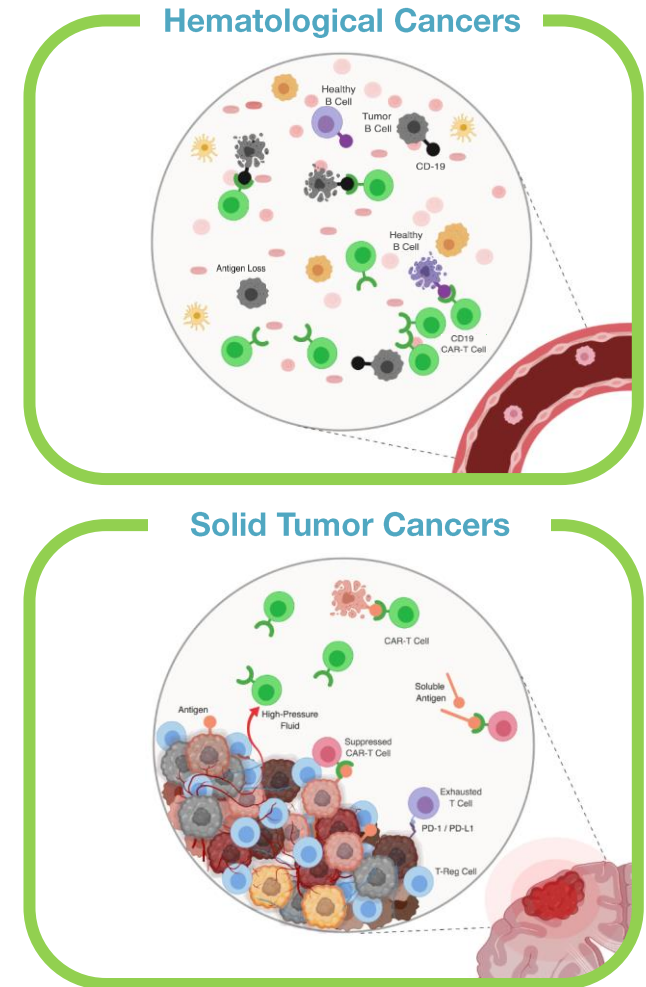 Hematological Cancers
Healthy
B Cell
Tumor
B Cell
CD-19
Healthy
B Cell
Antigen Loss
CD19
CAR-T Cell
Solid Tumor Cancers
CAR-T Cell
Soluble
Antigen
Antigen
High-Pressure
Fluid
Suppressed
CAR-T Cell
Exhausted
T Cell
PD-1 / PD-L1
T-Reg Cell